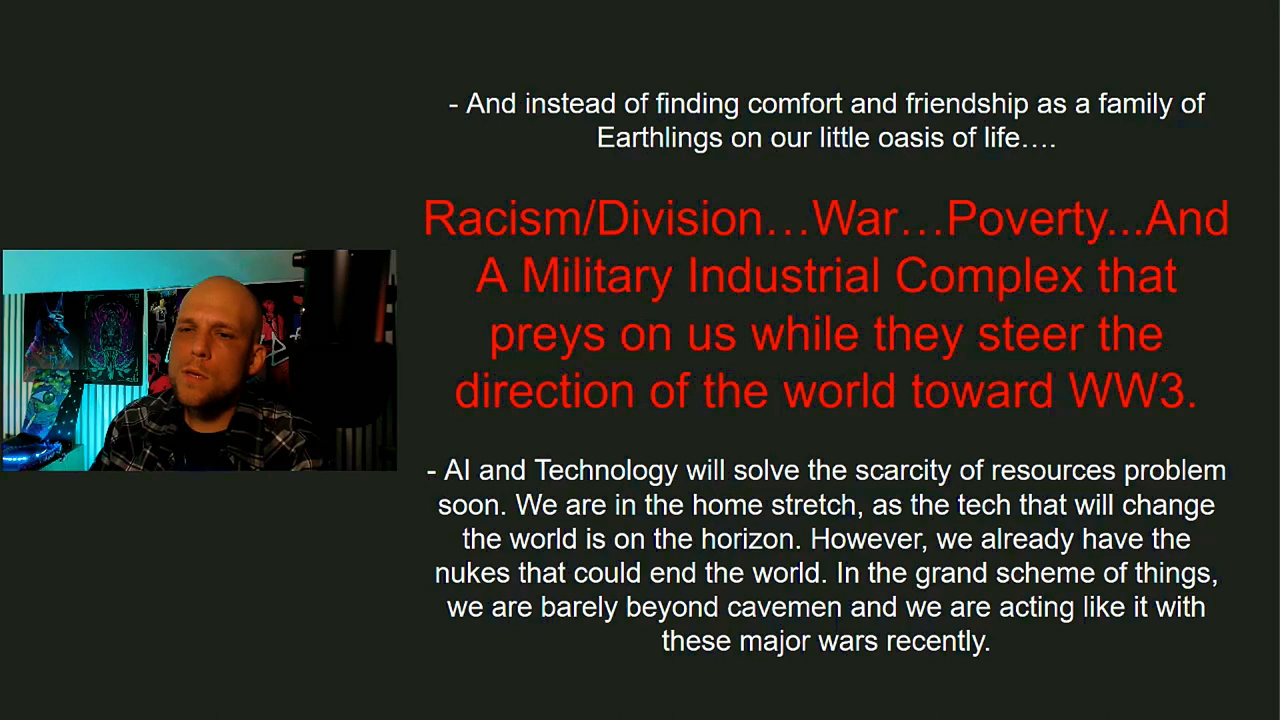 - And instead of finding comfort and friendship as a family of
Earthlings on our little oasis of life….
Racism/Division…War…Poverty...And
A Military Industrial Complex that
preys on us while they steer the
direction of the world toward WW3.
- AI and Technology will solve the scarcity of resources problem
soon. We are in the home stretch, as the tech that will change
the world is on the horizon. However, we already have the
nukes that could end the world. In the grand scheme of things,
we are barely beyond cavemen and we are acting like it with
these major wars recently.